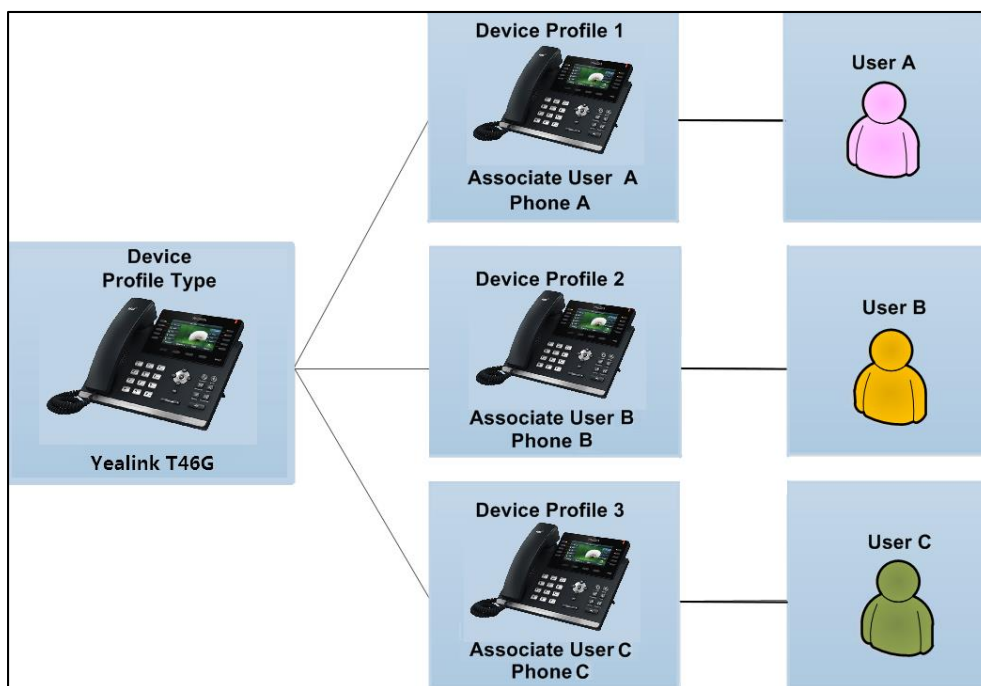 Device Profile 1
Associate User A
Phone A
User A
Device
Profile Type
Yealink T46G
Device Profile 2
Associate User B
Phone B
User B
Device Profile 3
Associate User C
Phone C
User C